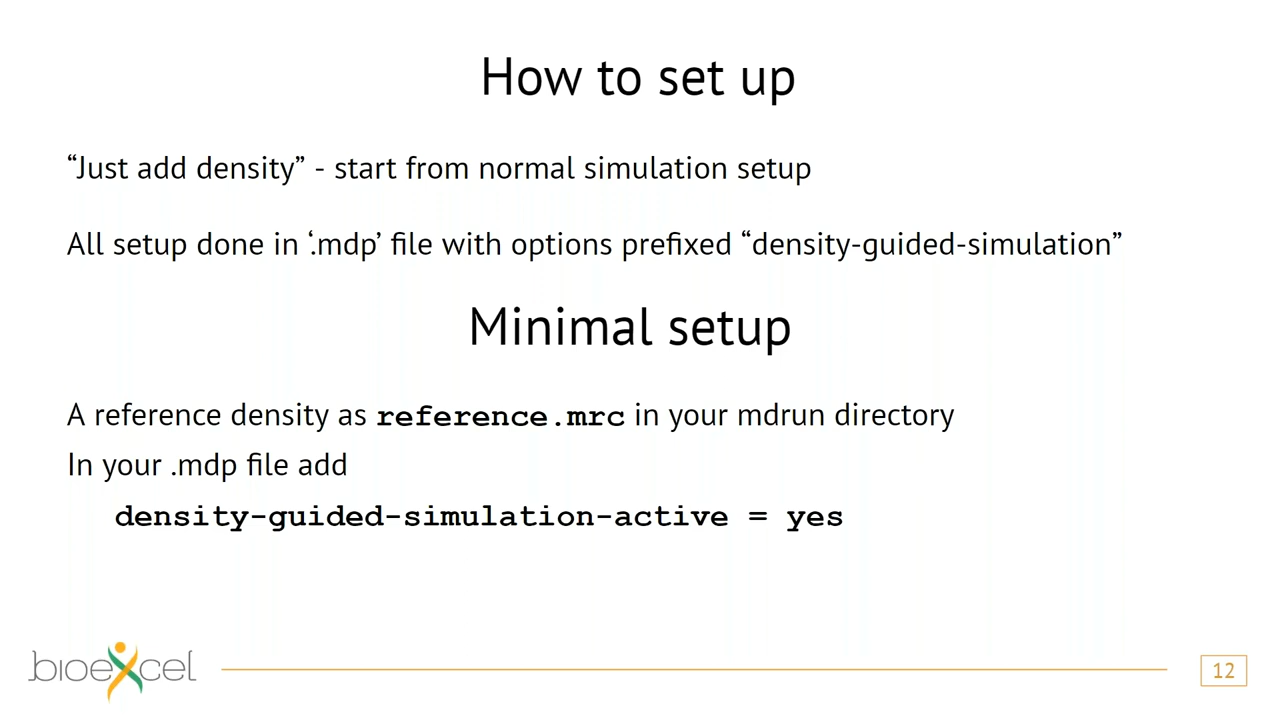 How to set up
“Just add density” - start from normal simulation setup
All setup done in ‘.mdp’ file with options prefixed “density-guided-simulation”
Minimal setup
A reference density as reference.mrc in your mdrun directory
In your .mdp file add
density-guided-simulation-active = yes
bioexcel
12